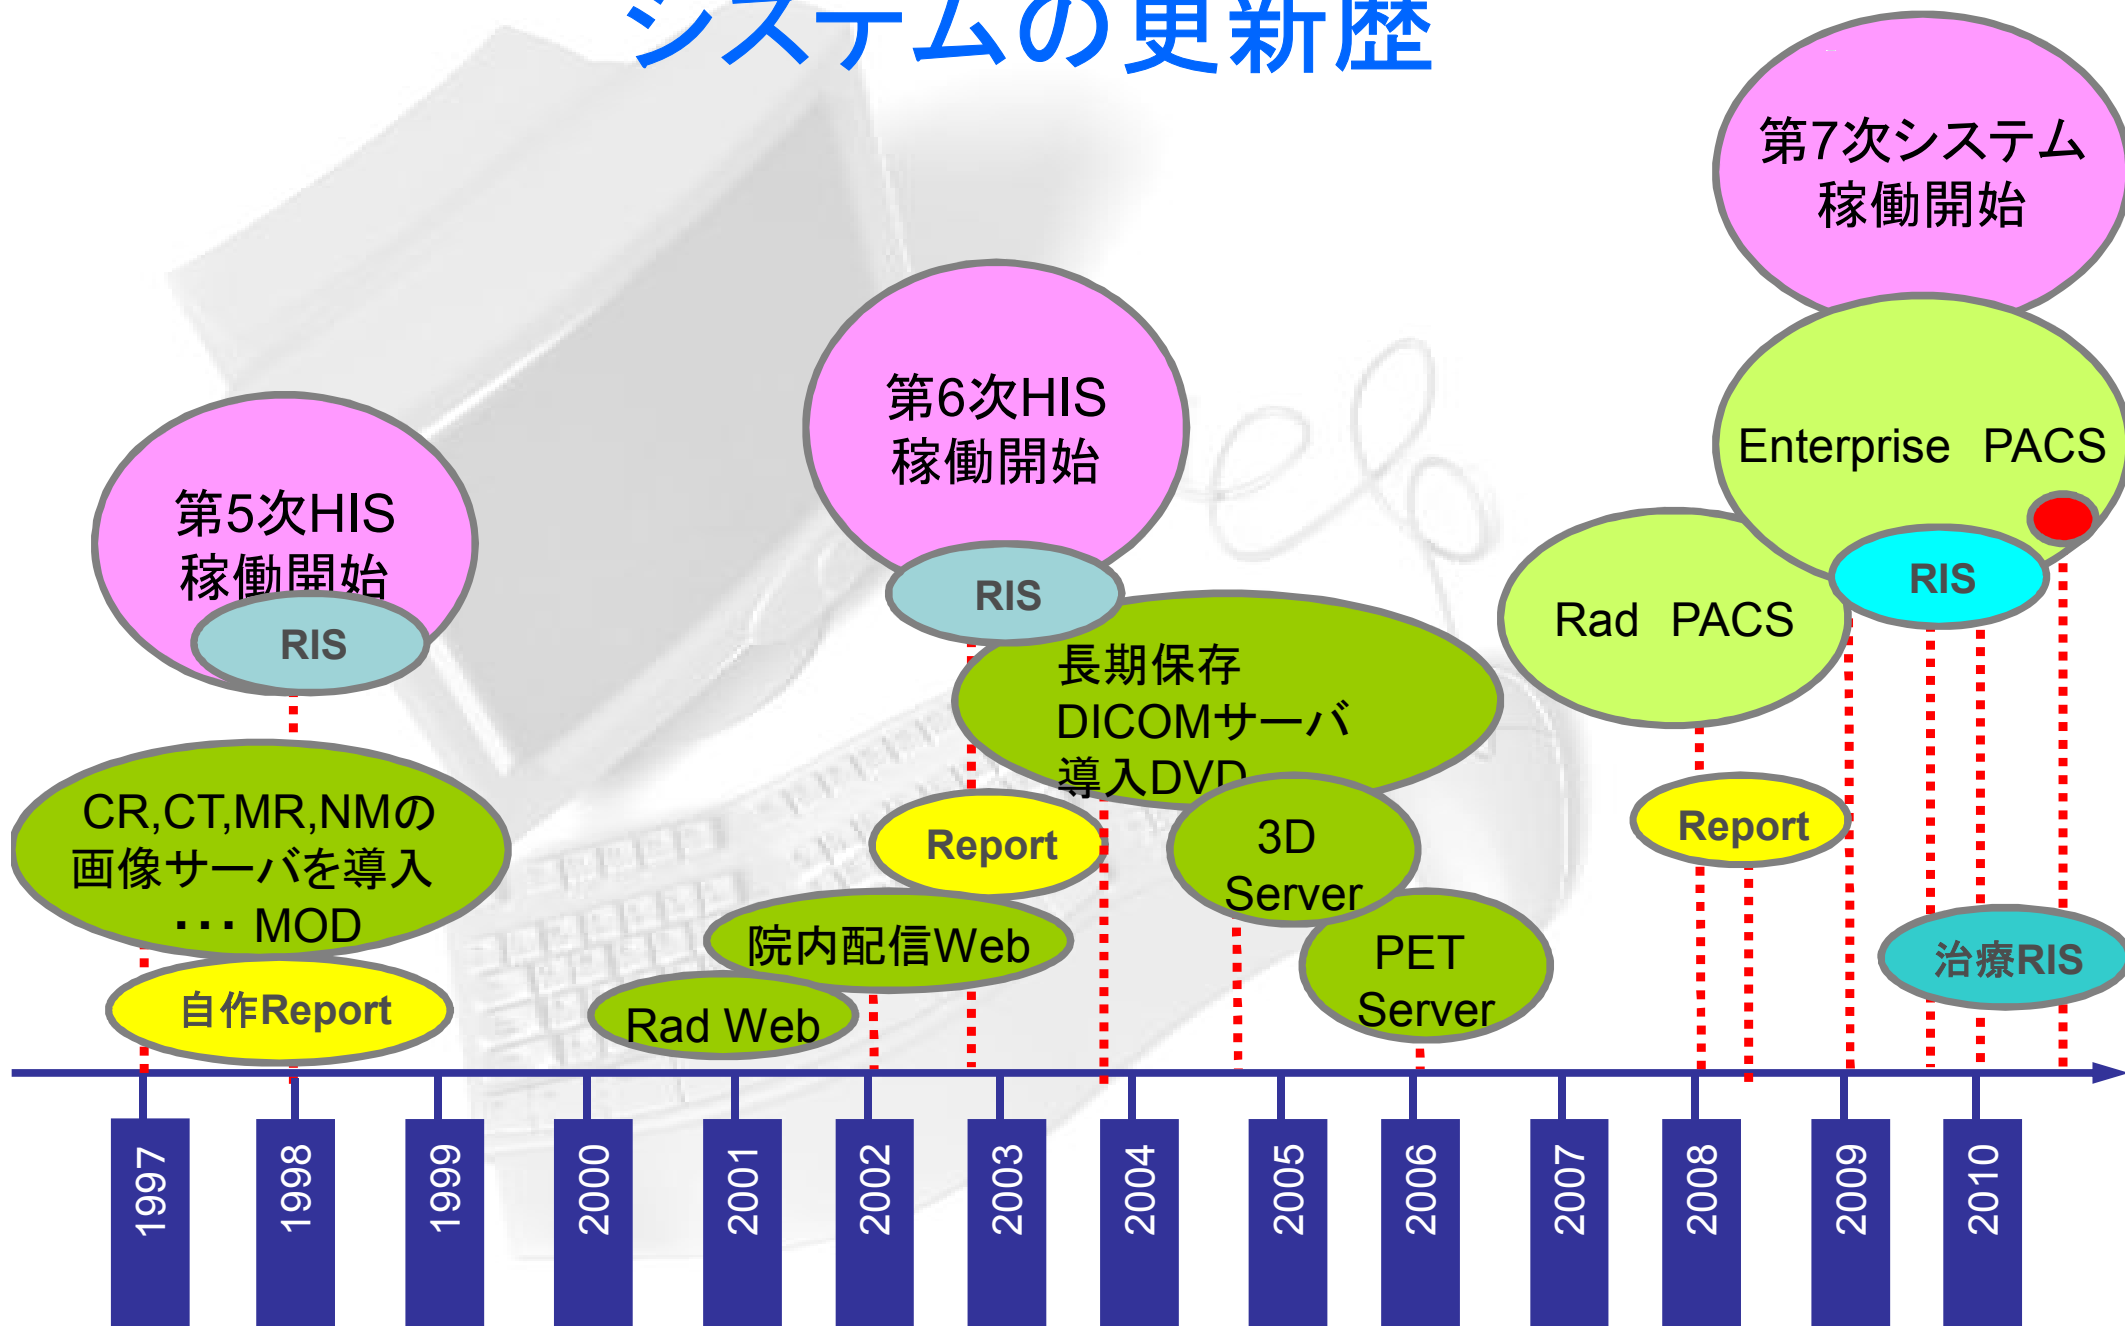 システムの更新歴
第7次システム
稼働開始
第6次HIS
稼働開始
Enterprise PACS
第5次HIS
稼働開始
RIS
RIS
RIS
Rad PACS
長期保存
DICOMサーバ
導入DVD
CR,CT,MR,NMの
画像サーバを導入
・・・ MOD
Report
3D
Server
Report
院内配信Web
PET
Server
治療RIS
自作Report
Rad Web
1997
1998
1999
2000
2001
2002
2003
2004
2005
2006
2007
2008
2009
2010